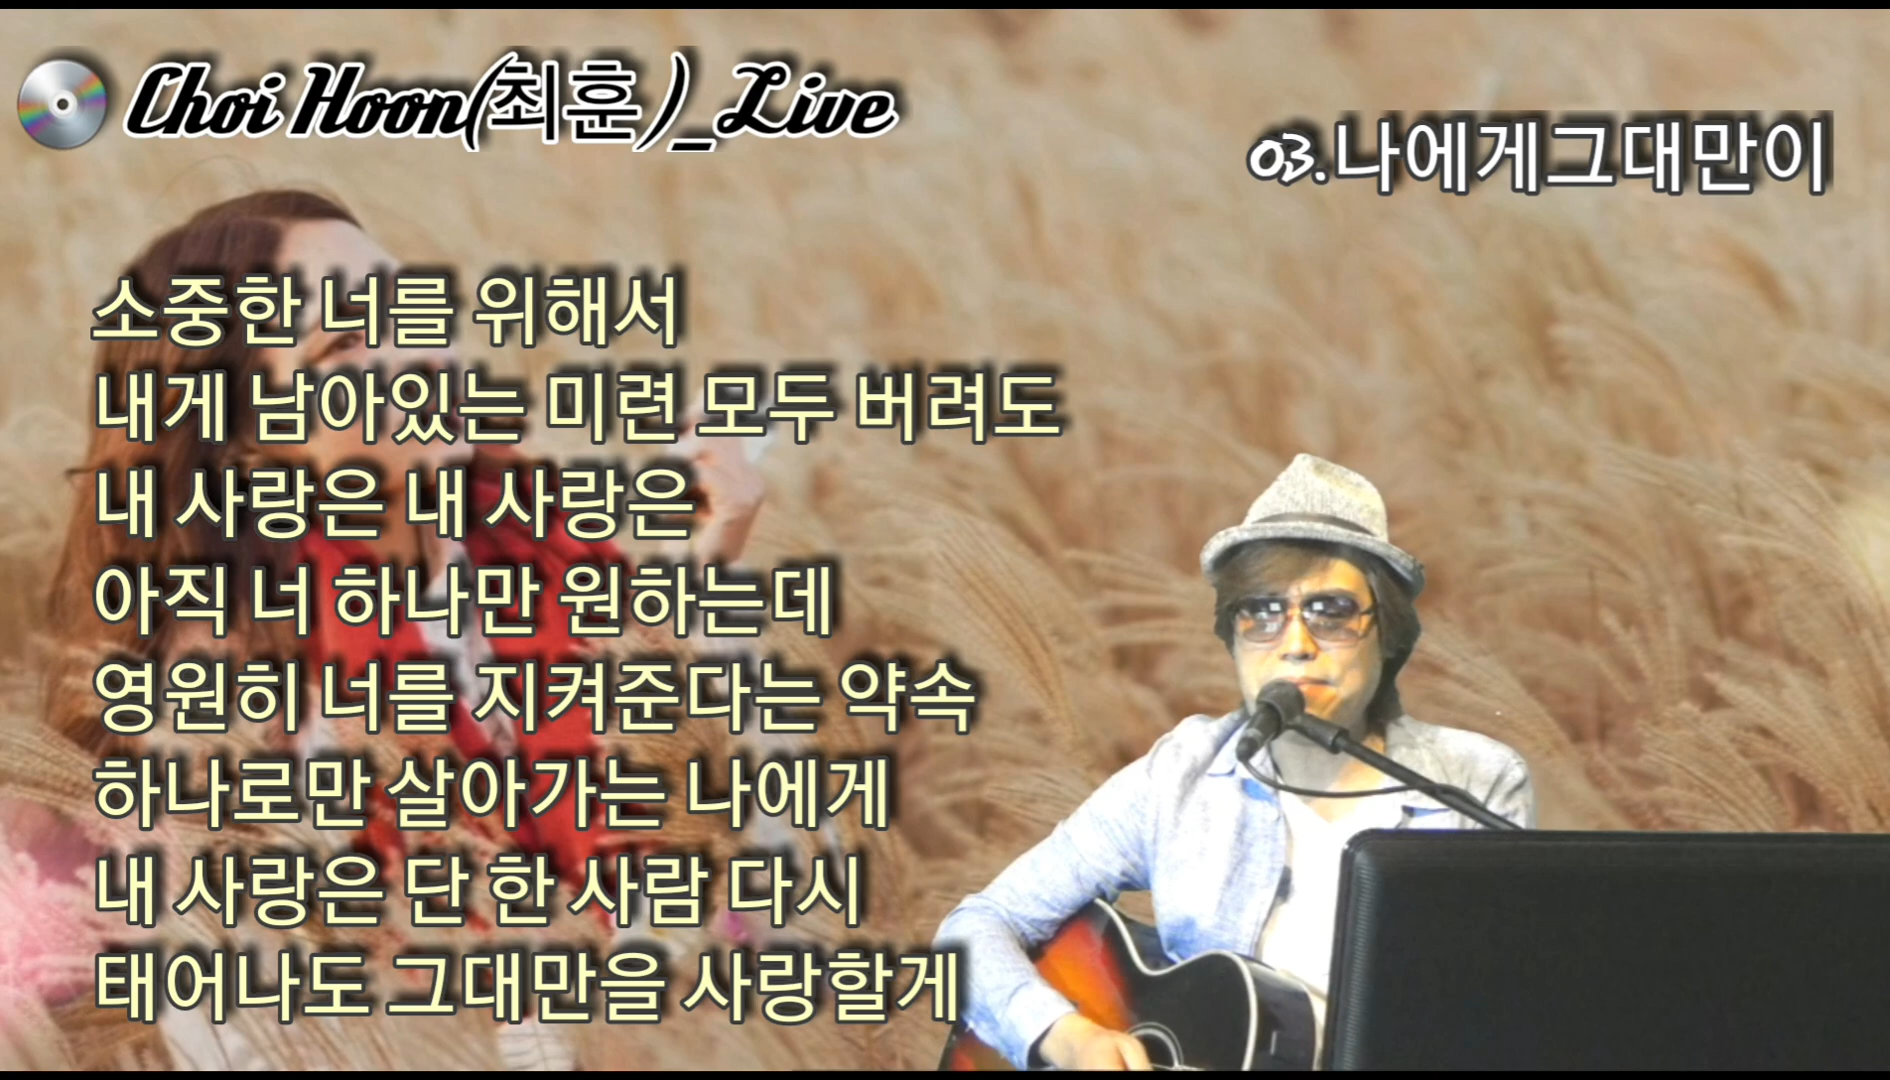 Choi Hoon(최훈)_Live
03.나에게그대만이
소중한 너를 위해서
내게 남아있는 미련 모두 버려도
내 사랑은 내 사랑은
아직 너 하나만 원하는데
영원히 너를 지켜준다는 약속
하나로만 살아가는 나에게
내 사랑은 단 한 사람 다시
태어나도 그대만을 사랑할게